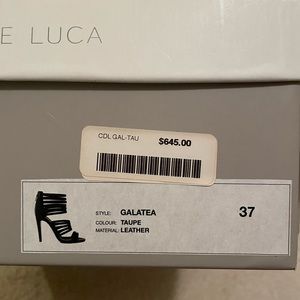 E LUCA
CDL GAL-TAU $645.00
STYLE: GALATEA 37
COLOUR: TAUPE
MATERIAL: LEATHER